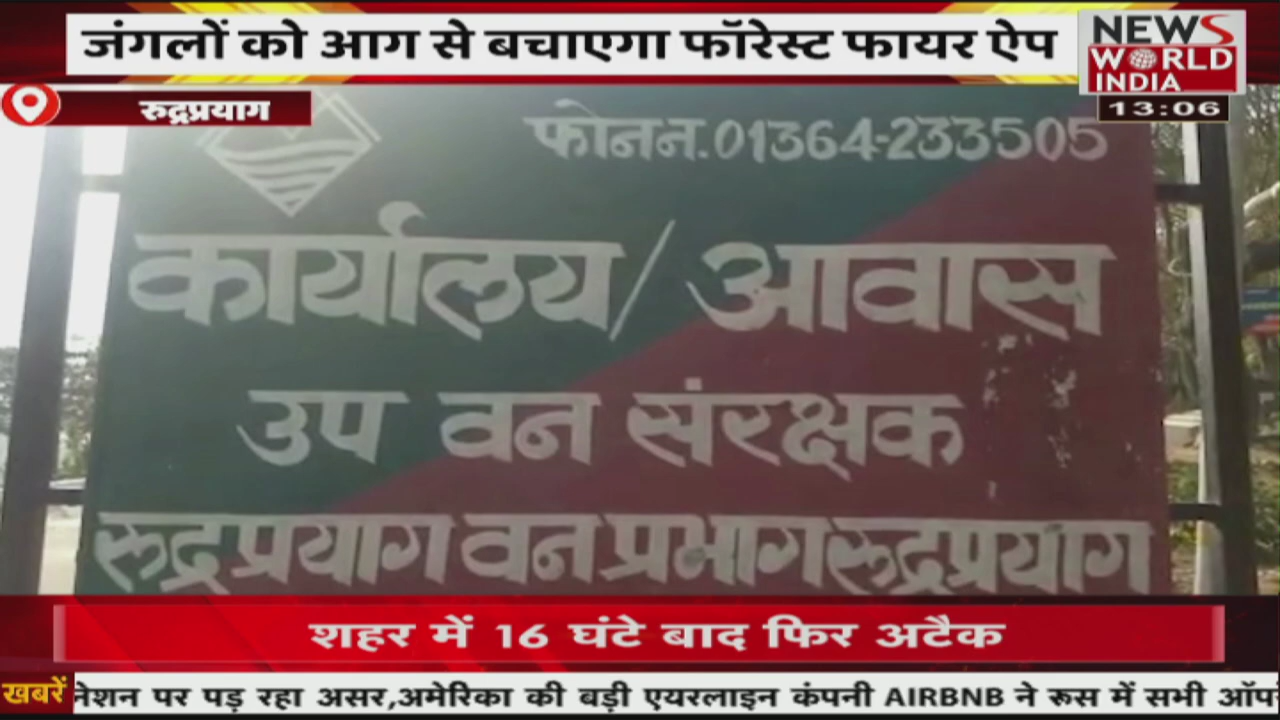 जंगलों को आग से बचाएगा फॉरेस्ट फायर ऐप
NEWS
WORLD
INDIA
13:06
रुद्रप्रयाग
फोन न. 01364-233505
कार्यालय/आवास
उप वन संरक्षक
रूद्रप्रयाग वन प्रभाग रूद्रप्रयाग
शहर में 16 घंटे बाद फिर अटैक
खबरें नेशन पर पड़ रहा असर,अमेरिका की बड़ी एयरलाइन कंपनी AIRBNB ने रूस में सभी